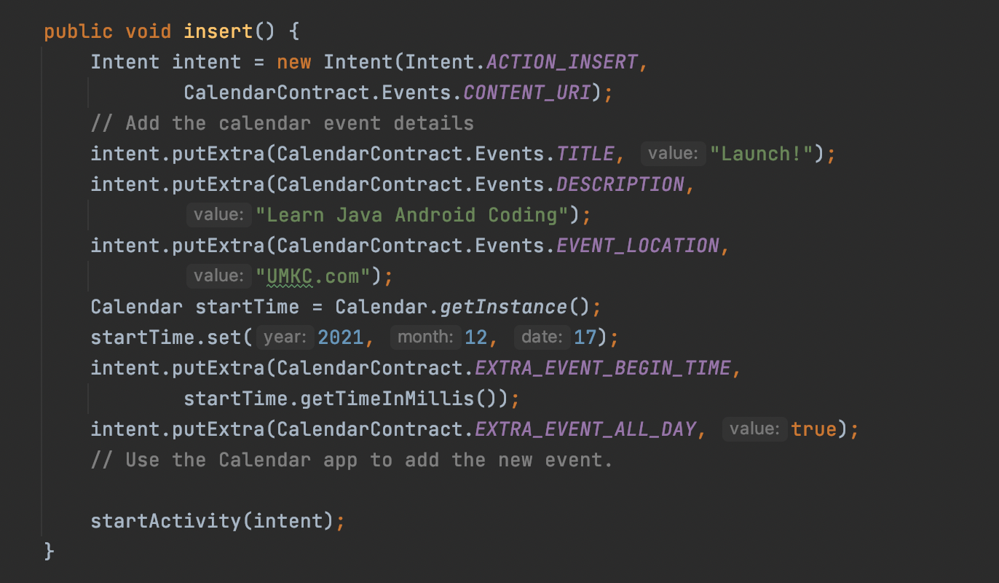 public void insert() {
Intent intent = new Intent(Intent.ACTION_INSERT,
CalendarContract.Events.CONTENT_URI);
// Add the calendar event details
intent.putExtra(CalendarContract.Events.TITLE, value: "Launch!");
intent.putExtra(CalendarContract.Events.DESCRIPTION,
value: "Learn Java Android Coding");
intent.putExtra(CalendarContract.Events.EVENT_LOCATION,
value: "UMKC.com");
Calendar startTime = Calendar.getInstance();
startTime.set( year: 2021, month: 12, date: 17);
intent.putExtra(CalendarContract.EXTRA_EVENT_BEGIN_TIME,
startTime.getTimeInMillis());
intent.putExtra(CalendarContract.EXTRA_EVENT_ALL_DAY, value: true);
// Use the Calendar app to add the new event.
startActivity(intent);
}